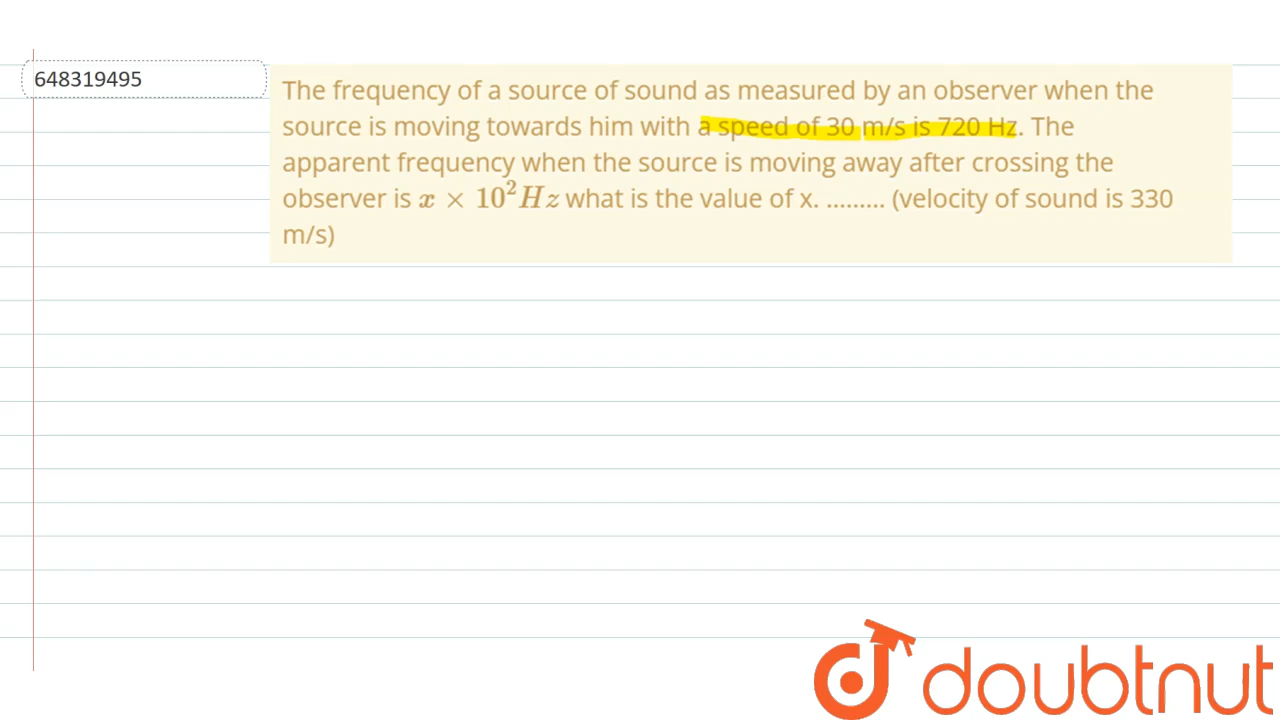 648319495
The frequency of a source of sound as measured by an observer when the
source is moving towards him with a speed of 30 m/s is 720 Hz. The
apparent frequency when the source is moving away after crossing the
observer is x × 10² Hz what is the value of x. ......... (velocity of sound is 330
m/s)
doubtnut